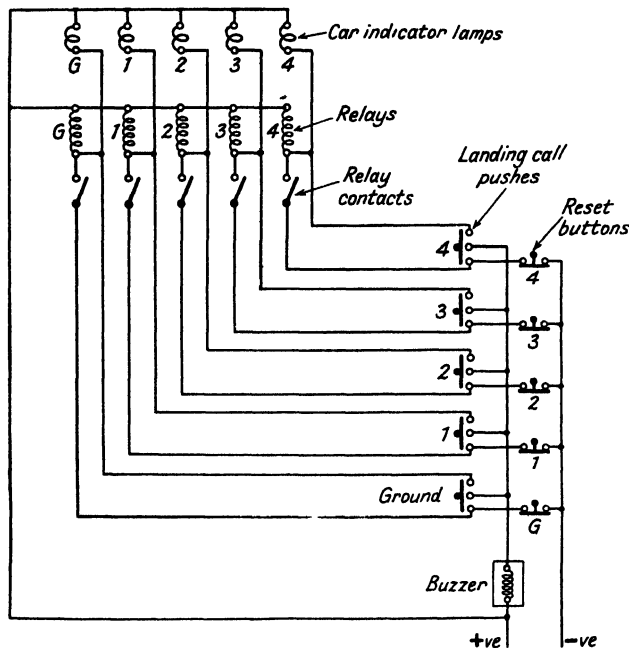 Car indicator lamps
G 1 2 3 4
G 1 2 3 4
Relays
Relay
contacts
Landing call
pushes
Reset
buttons
4
4
3
3
2
2
1
1
Ground
G
Buzzer
+ve -ve